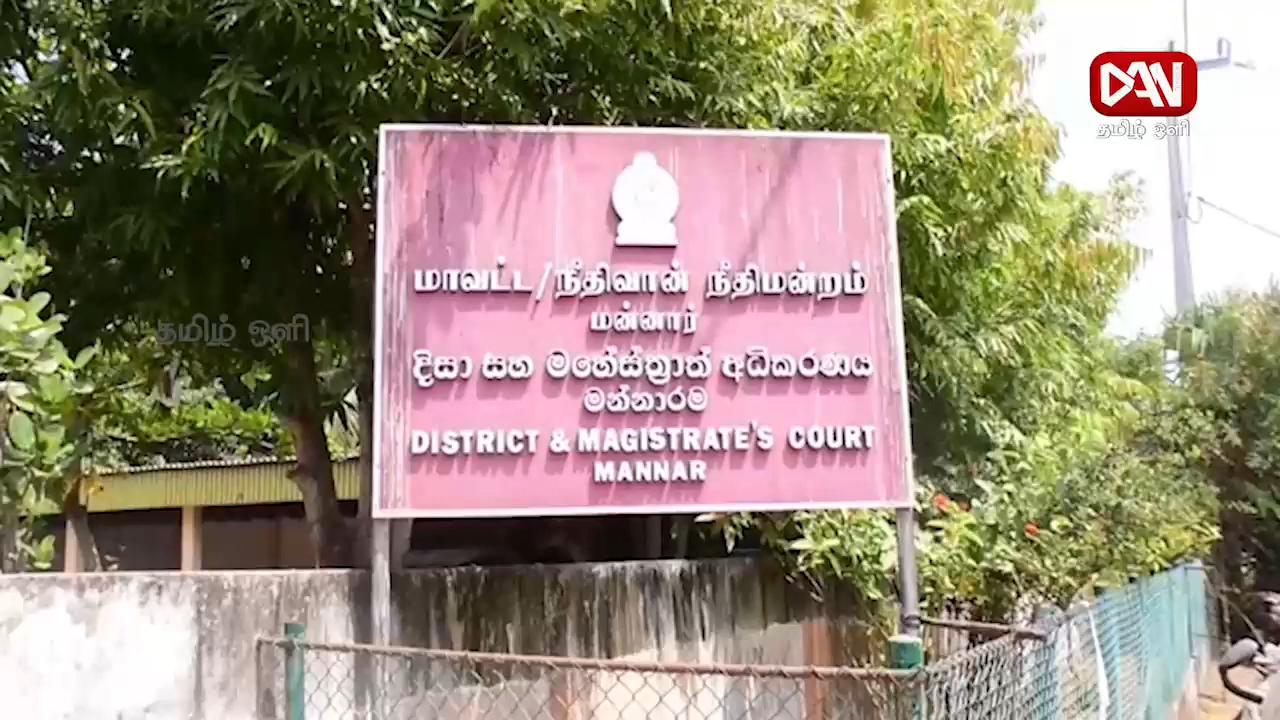 DAN
தமிழ் ஒளி
மாவட்ட/நீதிவான் நீதிமன்றம்
மன்னார்
தமிழ் ஒளி
දිසා සහ මහේස්ත්‍රාත් අධිකරණය
මන්නාරම
DISTRICT & MAGISTRATE'S COURT
MANNAR